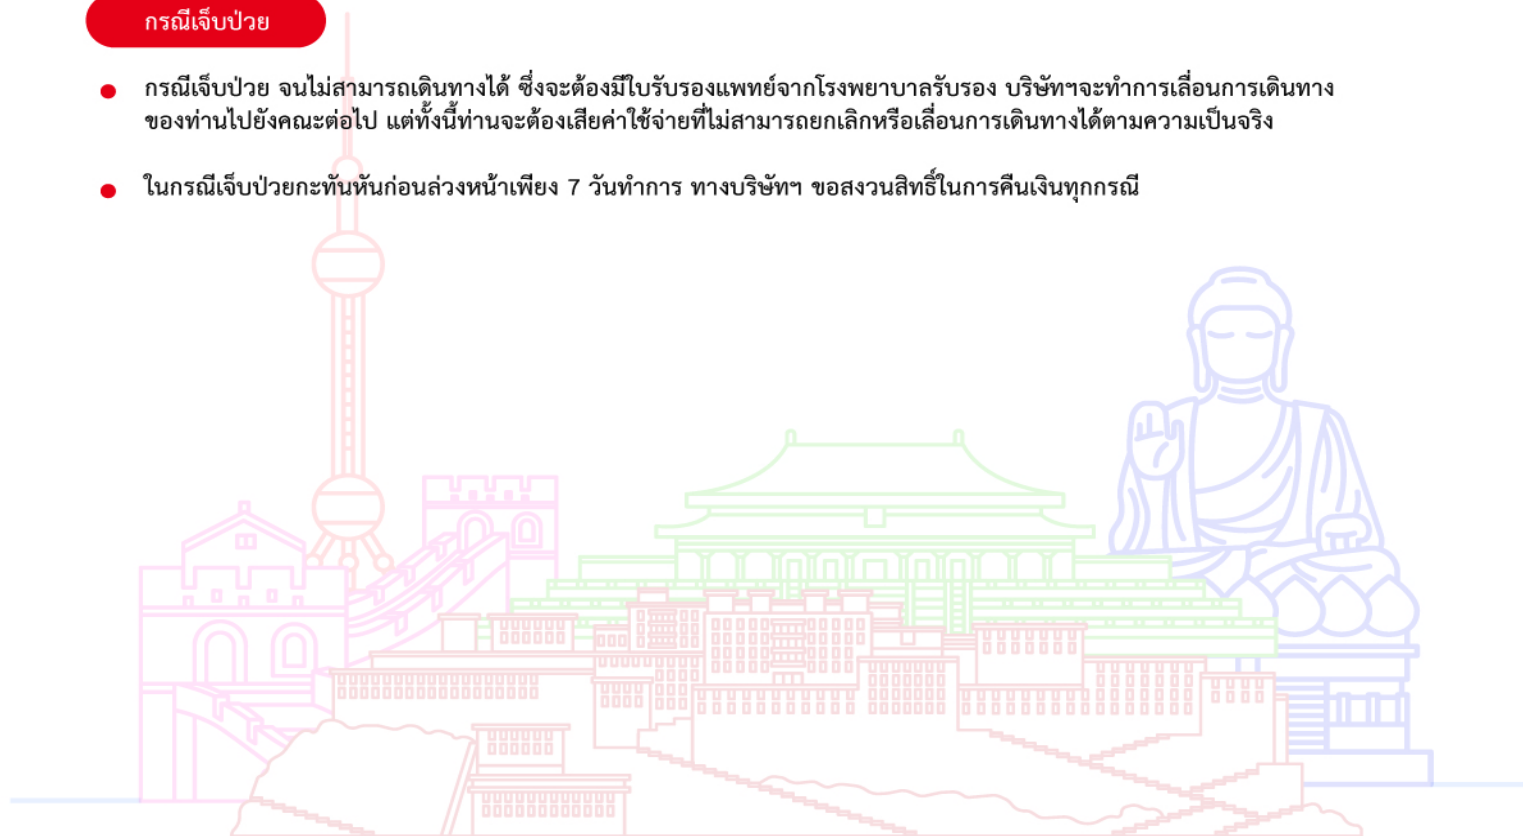 กรณีเจ็บป่วย
กรณีเจ็บป่วย จนไม่สามารถเดินทางได้ ซึ่งจะต้องมีใบรับรองแพทย์จากโรงพยาบาลรับรอง บริษัทฯจะทำการเลื่อนการเดินทาง
ของท่านไปยังคณะต่อไป แต่ทั้งนี้ท่านจะต้องเสียค่าใช้จ่ายที่ไม่สามารถยกเลิกหรือเลื่อนการเดินทางได้ตามความเป็นจริง
ในกรณีเจ็บป่วยกะทันหันก่อนล่วงหน้าเพียง 7 วันทำการ ทางบริษัทฯ ขอสงวนสิทธิ์ในการคืนเงินทุกกรณี